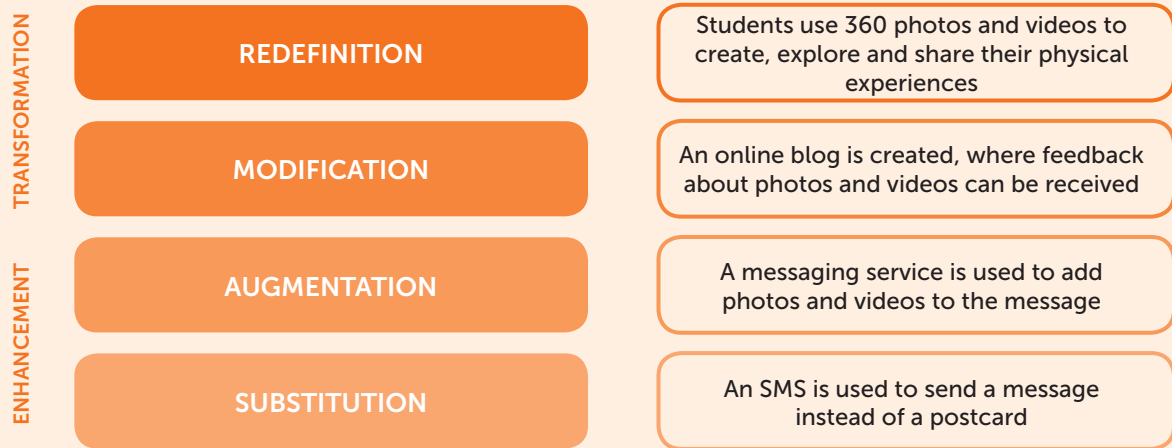 TRANSFORMATION
REDEFINITION
Students use 360 photos and videos to
create, explore and share their physical
experiences
MODIFICATION
An online blog is created, where feedback
about photos and videos can be received
ENHANCEMENT
AUGMENTATION
A messaging service is used to add
photos and videos to the message
SUBSTITUTION
An SMS is used to send a message
instead of a postcard